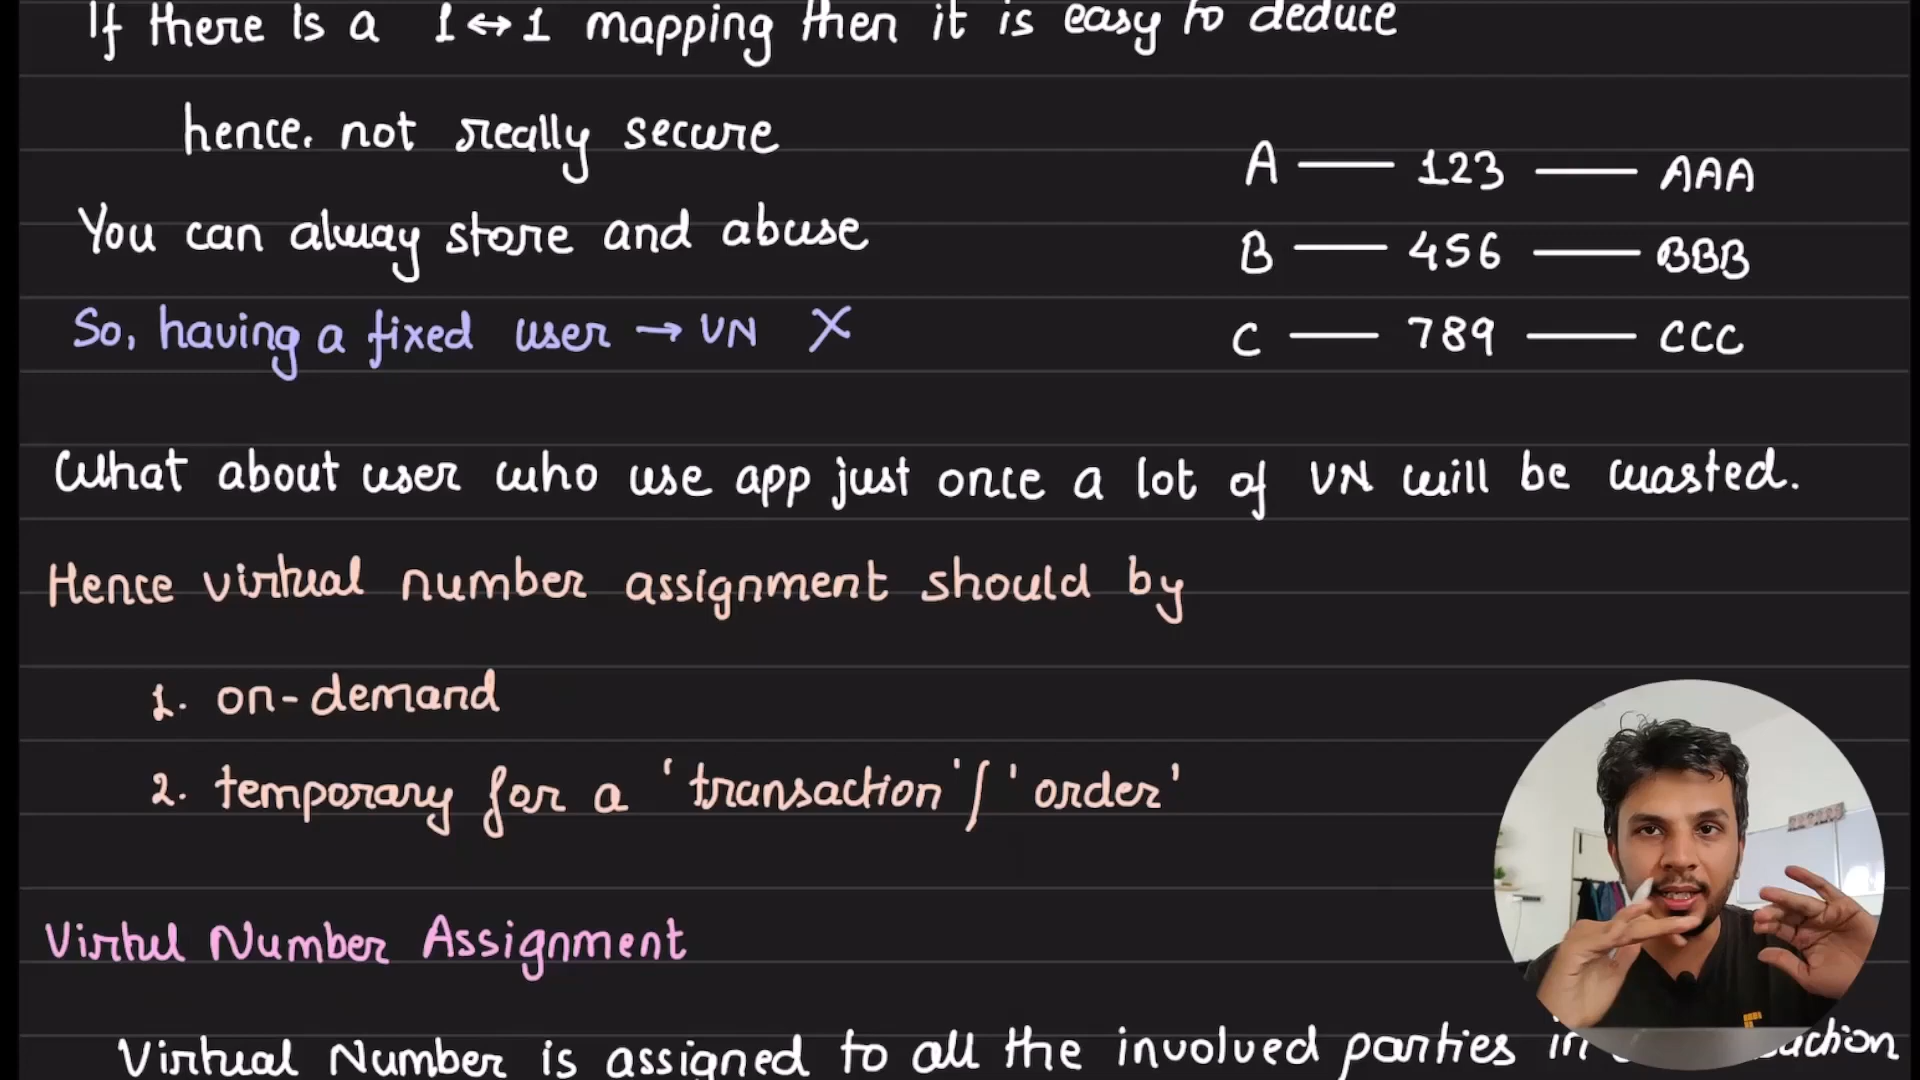 If there Is a 1 ↔ 1 mapping then it is easy to deduce
hence. not really secure
A — 123 — AAA
You can alway store and abuse
B — 456 — BBB
So, having a fixed user → VN X
C — 789 — CCC
What about user who use app just once a lot of VN will be wasted.
Hence virtual number assignment should by
1. on-demand
2. temporary for a 'transaction' / 'order'
Virtul Number Assignment
Virtual Number is assigned to all the involved parties in